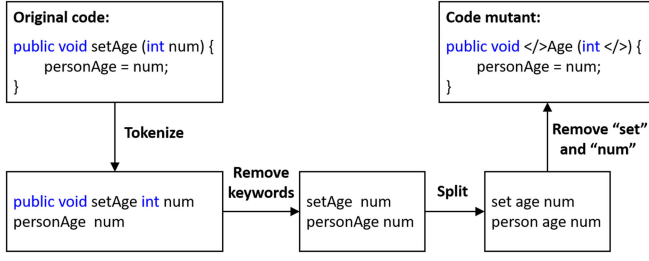 Original code:
public void setAge (int num) {
personAge = num;
}
Tokenize
public void setAge int num
personAge num
Remove
keywords
setAge num
personAge num
Split
set age num
person age num
Remove “set”
and “num”
Code mutant:
public void </>Age (int </>) {
personAge = num;
}